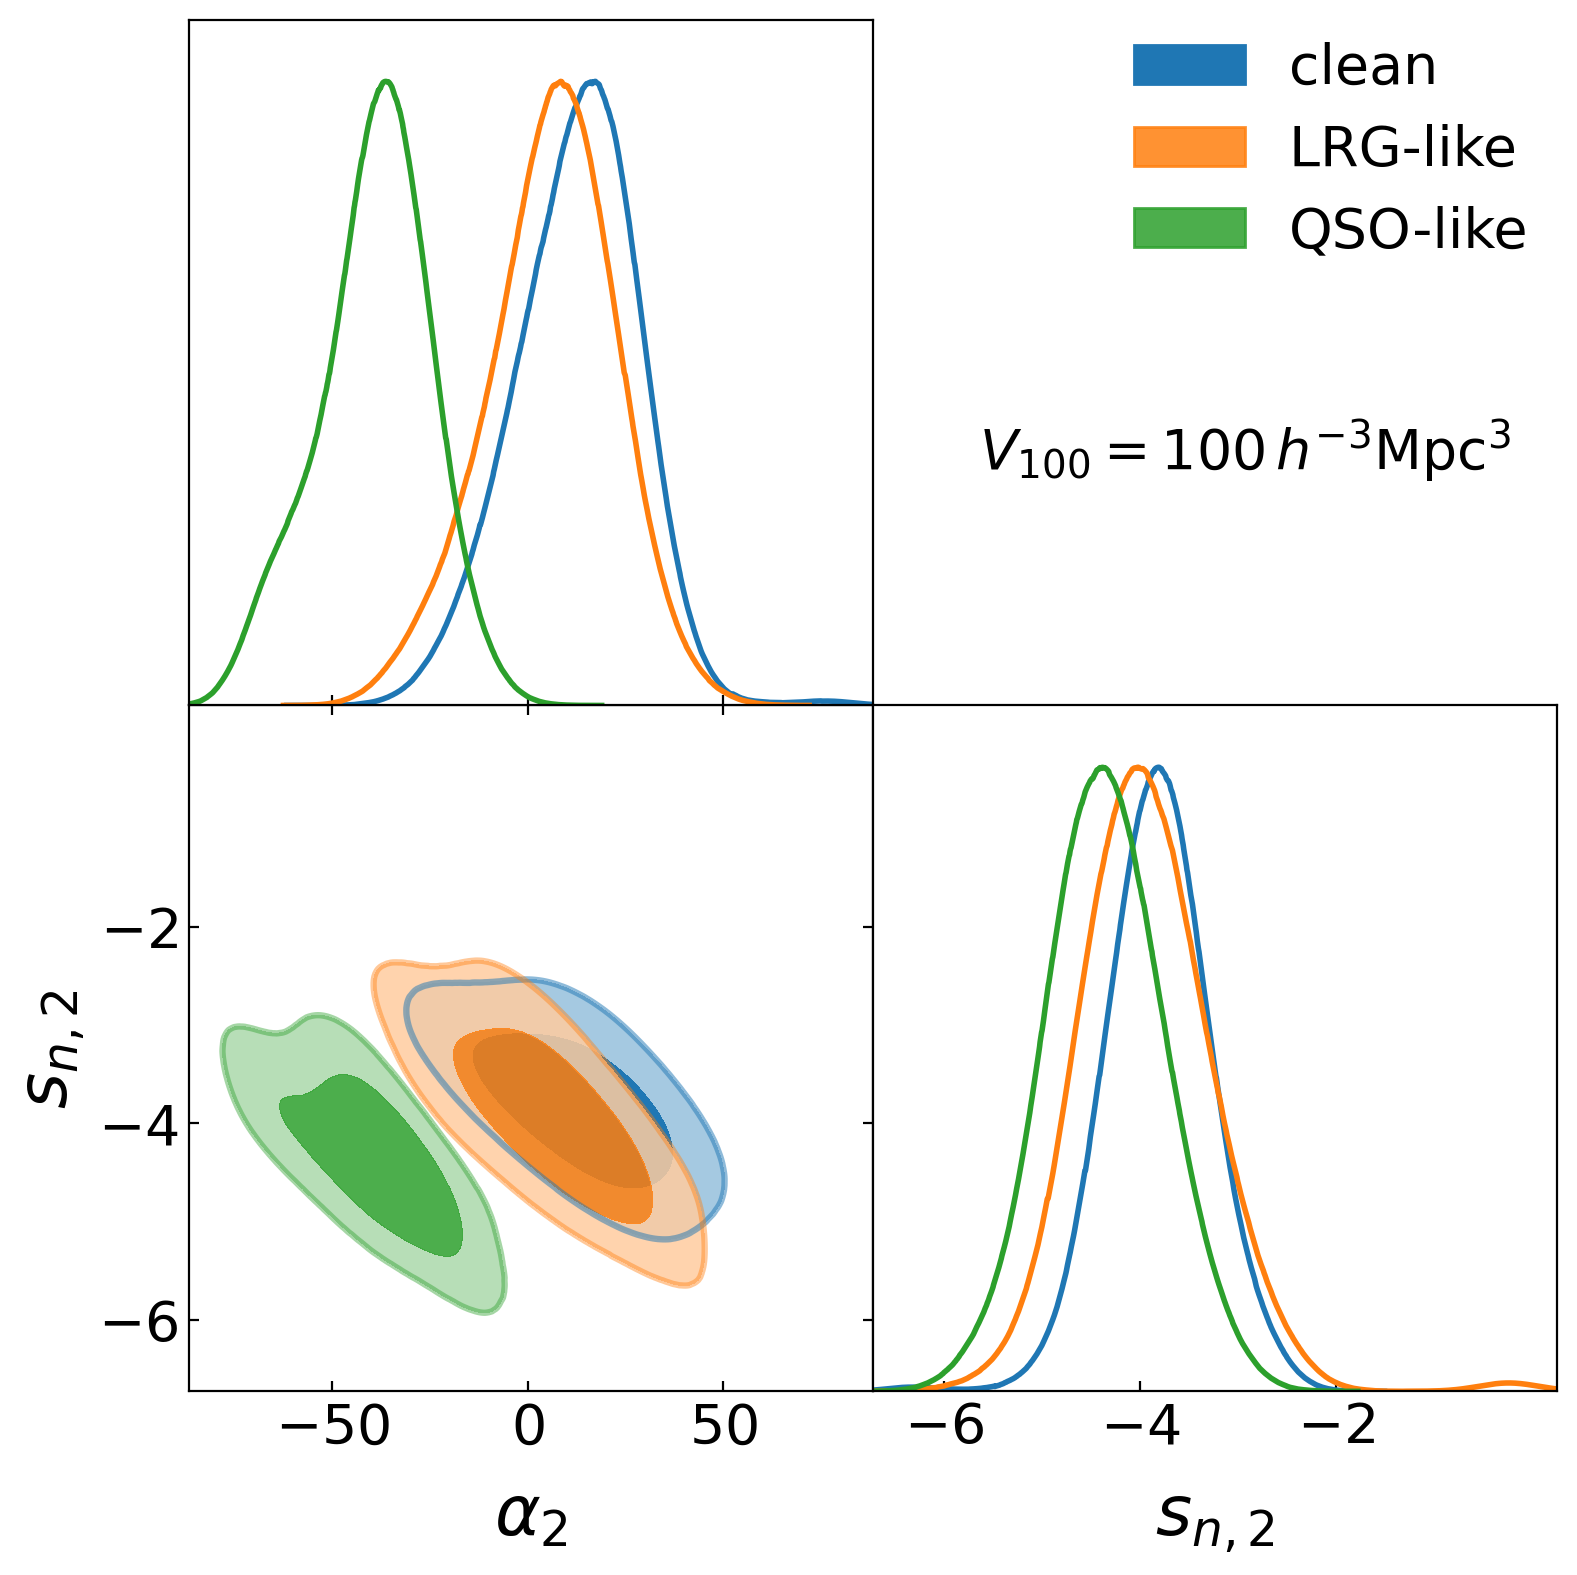 clean
LRG-like
QSO-like
V₁₀₀ = 100 h⁻³Mpc³
−2
−4
−6
sₙ,₂
−50 0 50
−6 −4 −2
α₂
sₙ,₂